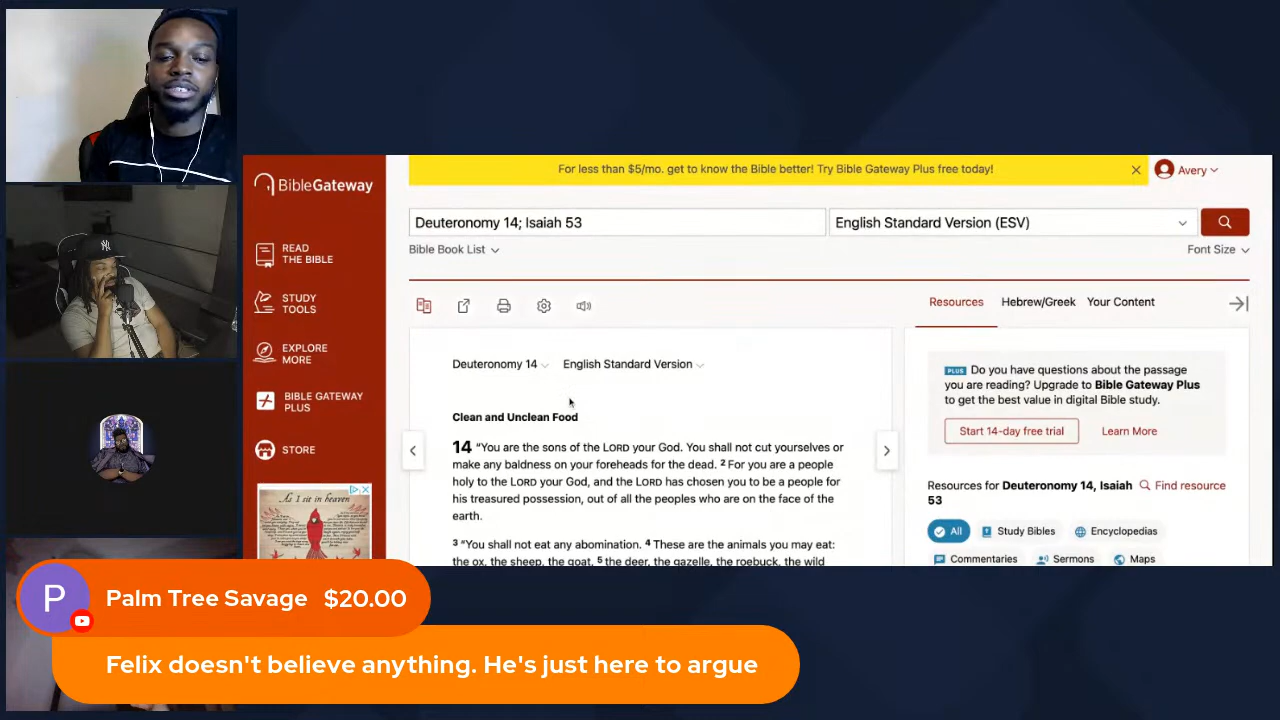 For less than $5/mo. get to know the Bible better! Try Bible Gateway Plus free today!
Avery
BibleGateway
Deuteronomy 14; Isaiah 53
English Standard Version (ESV)
Bible Book List
Font Size
READ
THE BIBLE
STUDY
TOOLS
EXPLORE
MORE
BIBLE GATEWAY
PLUS
STORE
As I sit in heaven
Resources
Hebrew/Greek
Your Content
Deuteronomy 14
English Standard Version
Clean and Unclean Food
14 “You are the sons of the LORD your God. You shall not cut yourselves or
make any baldness on your foreheads for the dead. 2 For you are a people
holy to the LORD your God, and the LORD has chosen you to be a people for
his treasured possession, out of all the peoples who are on the face of the
earth.
3 “You shall not eat any abomination. 4 These are the animals you may eat:
the ox, the sheep, the goat, 5 the deer, the gazelle, the roebuck, the wild
PLUS Do you have questions about the passage
you are reading? Upgrade to Bible Gateway Plus
to get the best value in digital Bible study.
Start 14-day free trial
Learn More
Resources for Deuteronomy 14, Isaiah
53
Find resource
All
Study Bibles
Encyclopedias
Commentaries
Sermons
Maps
P
Palm Tree Savage $20.00
Felix doesn't believe anything. He's just here to argue